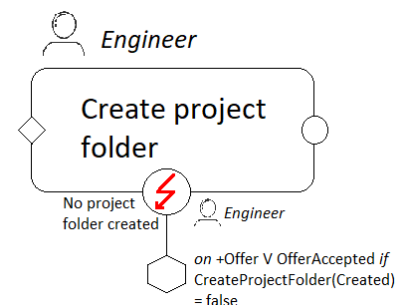 Engineer
Create project
folder
No project
folder created
Engineer
on +Offer V OfferAccepted if
CreateProjectFolder(Created)
= false